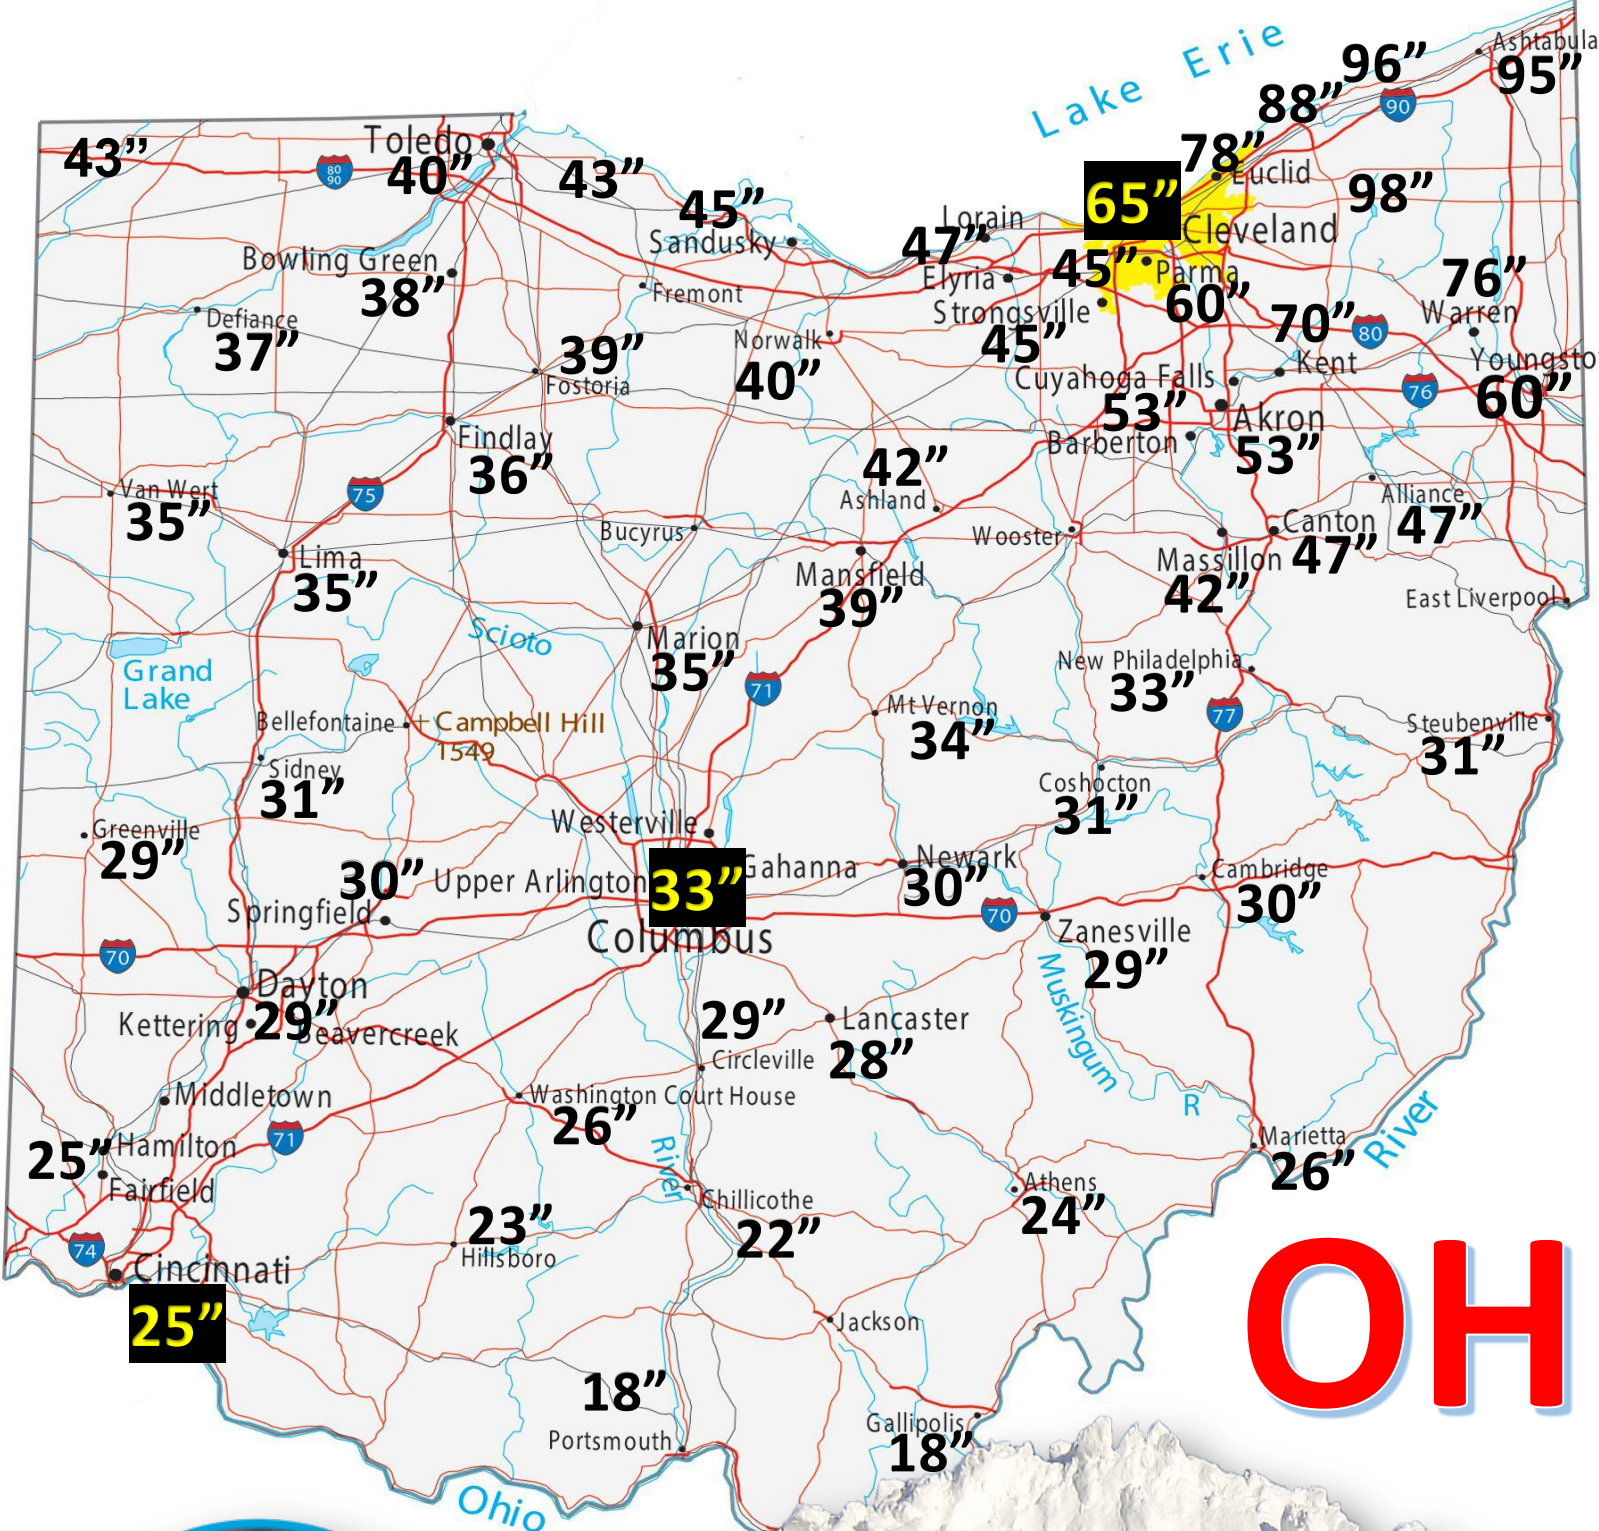 Lake Erie
96”
Ashtabula
95”
88”
90
43”
Toledo
40”
80
90
43”
78”
Euclid
98”
65”
45”
Sandusky
Lorain
47”
Cleveland
Bowling Green
38”
Elyria
45”
Parma
60”
76”
Fremont
Warren
Defiance
37”
Strongsville
45”
70”
80
Norwalk
40”
39”
Fostoria
Cuyahoga Falls
53”
Kent
Youngsto
60”
76
Akron
53”
Barberton
Findlay
36”
42”
Ashland
Van Wert
35”
75
Alliance
47”
Bucyrus
Wooster
Canton
47”
Lima
35”
Mansfield
39”
Massillon
42”
East Liverpool
Scioto
Marion
35”
Grand
Lake
New Philadelphia
33”
71
Mt Vernon
34”
77
Bellefontaine
Campbell Hill
1549
Steubenville
31”
Sidney
31”
Coshocton
31”
Greenville
29”
Westerville
30”
Upper Arlington
33”
Gahanna
Newark
30”
Cambridge
30”
Springfield
Columbus
70
Zanesville
29”
70
Dayton
29”
Kettering
Beavercreek
29”
Lancaster
28”
Muskingum
R
Circleville
Middletown
Washington Court House
26”
71
Hamilton
25”
Fairfield
Marietta
26”
River
River
Athens
24”
Chillicothe
22”
23”
Hillsboro
74
Cincinnati
25”
OH
Jackson
18”
Portsmouth
Gallipolis
18”
Ohio